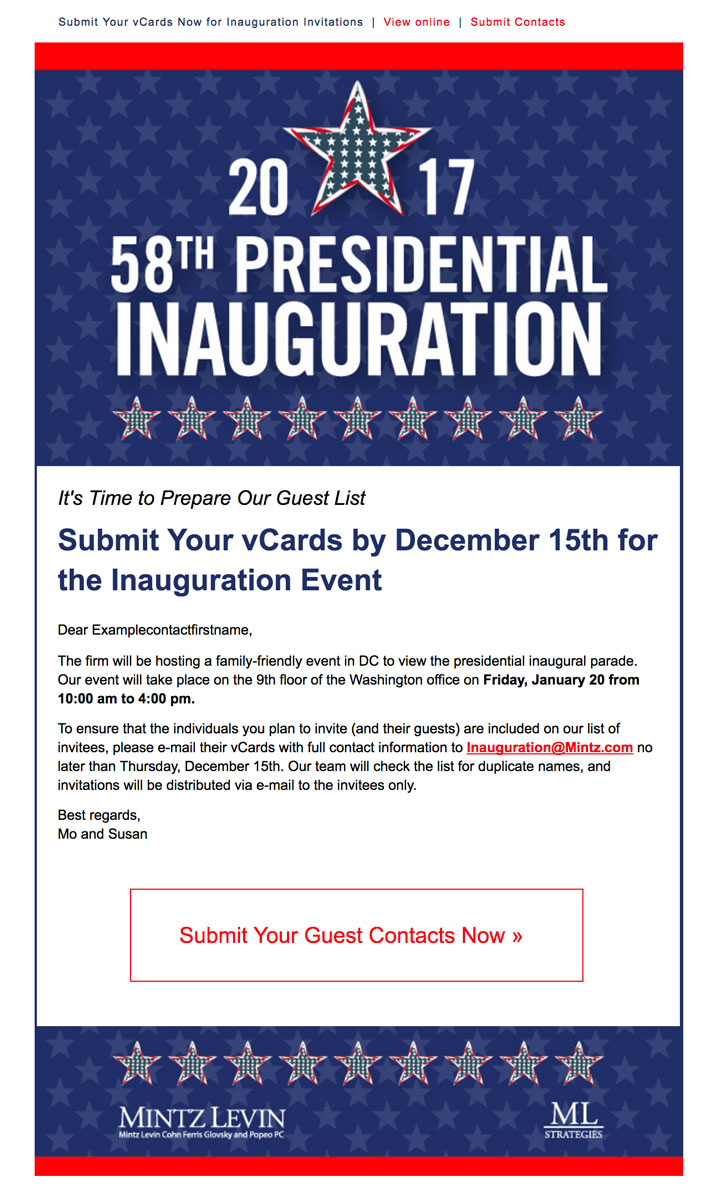 Submit Your vCards Now for Inauguration Invitations | View online | Submit Contacts
20 17
58TH PRESIDENTIAL
INAUGURATION
It's Time to Prepare Our Guest List
Submit Your vCards by December 15th for
the Inauguration Event
Dear Examplecontactfirstname,
The firm will be hosting a family-friendly event in DC to view the presidential inaugural parade.
Our event will take place on the 9th floor of the Washington office on Friday, January 20 from
10:00 am to 4:00 pm.
To ensure that the individuals you plan to invite (and their guests) are included on our list of
invitees, please e-mail their vCards with full contact information to Inauguration@Mintz.com no
later than Thursday, December 15th. Our team will check the list for duplicate names, and
invitations will be distributed via e-mail to the invitees only.
Best regards,
Mo and Susan
Submit Your Guest Contacts Now »
MINTZ LEVIN
Mintz Levin Cohn Ferris Glovsky and Popeo PC
ML
STRATEGIES